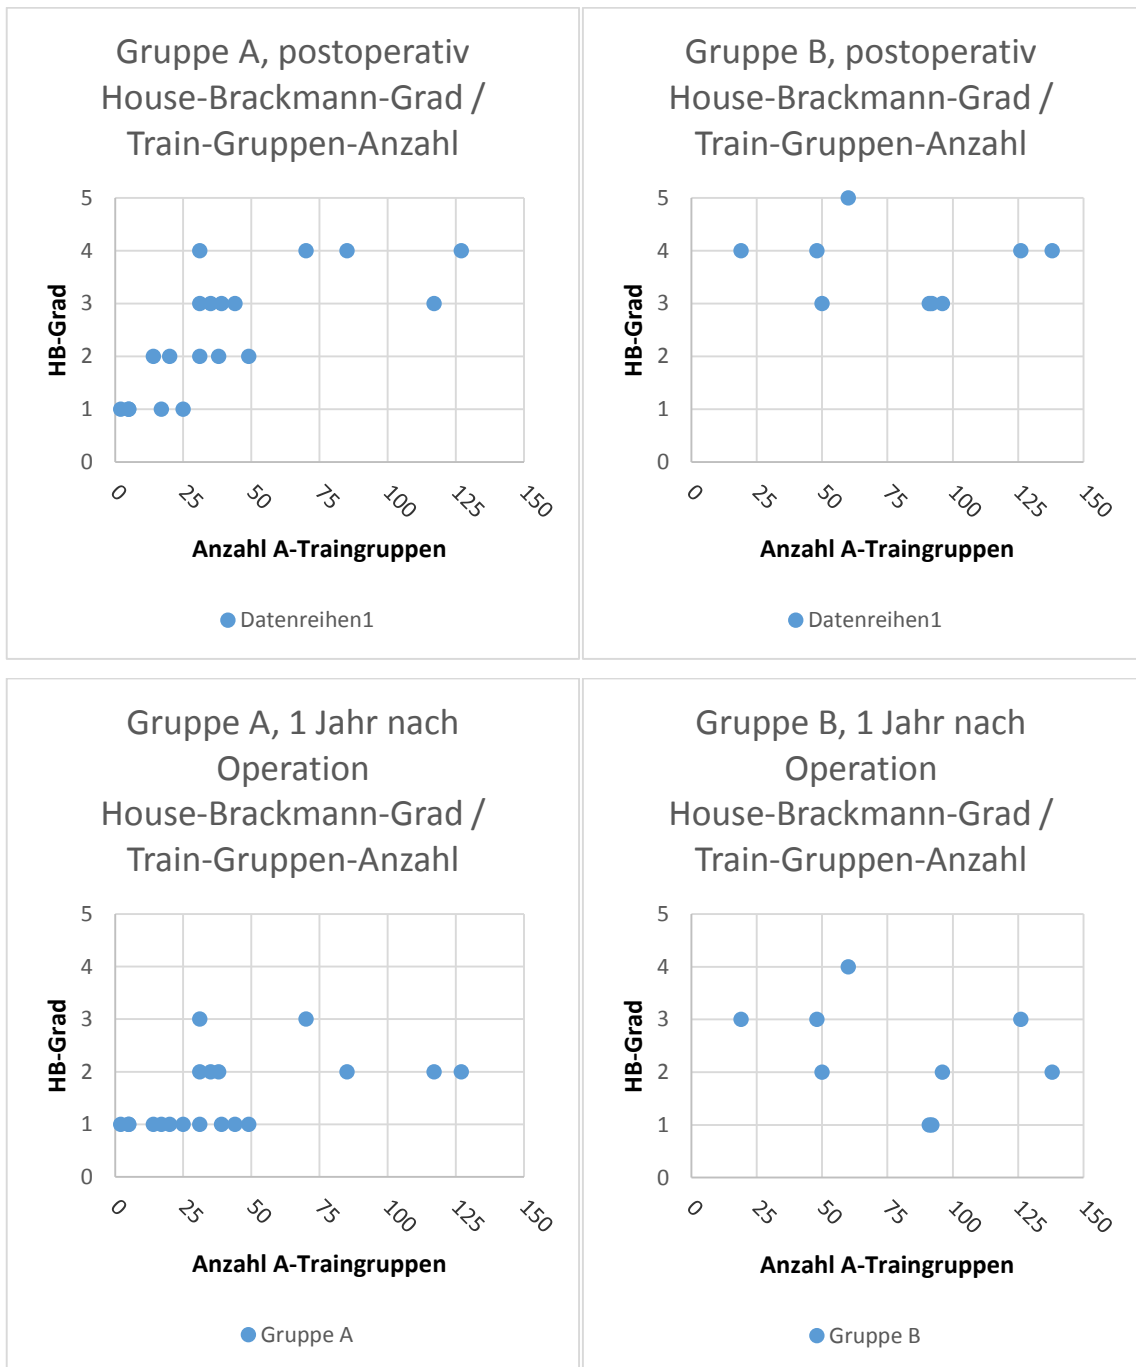 Gruppe A, postoperativ
House-Brackmann-Grad /
Train-Gruppen-Anzahl
5
4
3
2
1
0
HB-Grad
0
25
50
75
100
125
150
Anzahl A-Traingruppen
Datenreihen1
Gruppe B, postoperativ
House-Brackmann-Grad /
Train-Gruppen-Anzahl
5
4
3
2
1
0
HB-Grad
0
25
50
75
100
125
150
Anzahl A-Traingruppen
Datenreihen1
Gruppe A, 1 Jahr nach
Operation
House-Brackmann-Grad /
Train-Gruppen-Anzahl
5
4
3
2
1
0
HB-Grad
0
25
50
75
100
125
150
Anzahl A-Traingruppen
Gruppe A
Gruppe B, 1 Jahr nach
Operation
House-Brackmann-Grad /
Train-Gruppen-Anzahl
5
4
3
2
1
0
HB-Grad
0
25
50
75
100
125
150
Anzahl A-Traingruppen
Gruppe B